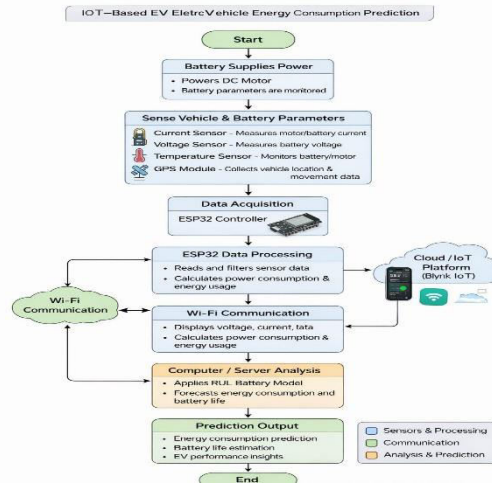 IOT-Based EV EletrcVehicle Energy Consumption Prediction
Start
Battery Supplies Power
• Powers DC Motor
• Battery parameters are monitored
Sense Vehicle & Battery Parameters
Current Sensor - Measures motor/battery current
Voltage Sensor - Measures battery voltage
Temperature Sensor - Monitors battery/motor
GPS Module - Collects vehicle location &
movement data
Data Acquisition
ESP32 Controller
ESP32 Data Processing
• Reads and filters sensor data
• Calculates power consumption &
energy usage
Cloud / IoT
Platform
(Blynk IoT)
Wi-Fi
Communication
Wi-Fi Communication
• Displays voltage, current, tata
• Calculates power consumption &
energy usage
Computer / Server Analysis
• Applies RUL Battery Model
• Forecasts energy consumption and
battery life
Prediction Output
• Energy consumption prediction
• Battery life estimation
• EV performance insights
Sensors & Processing
Communication
Analysis & Prediction
End